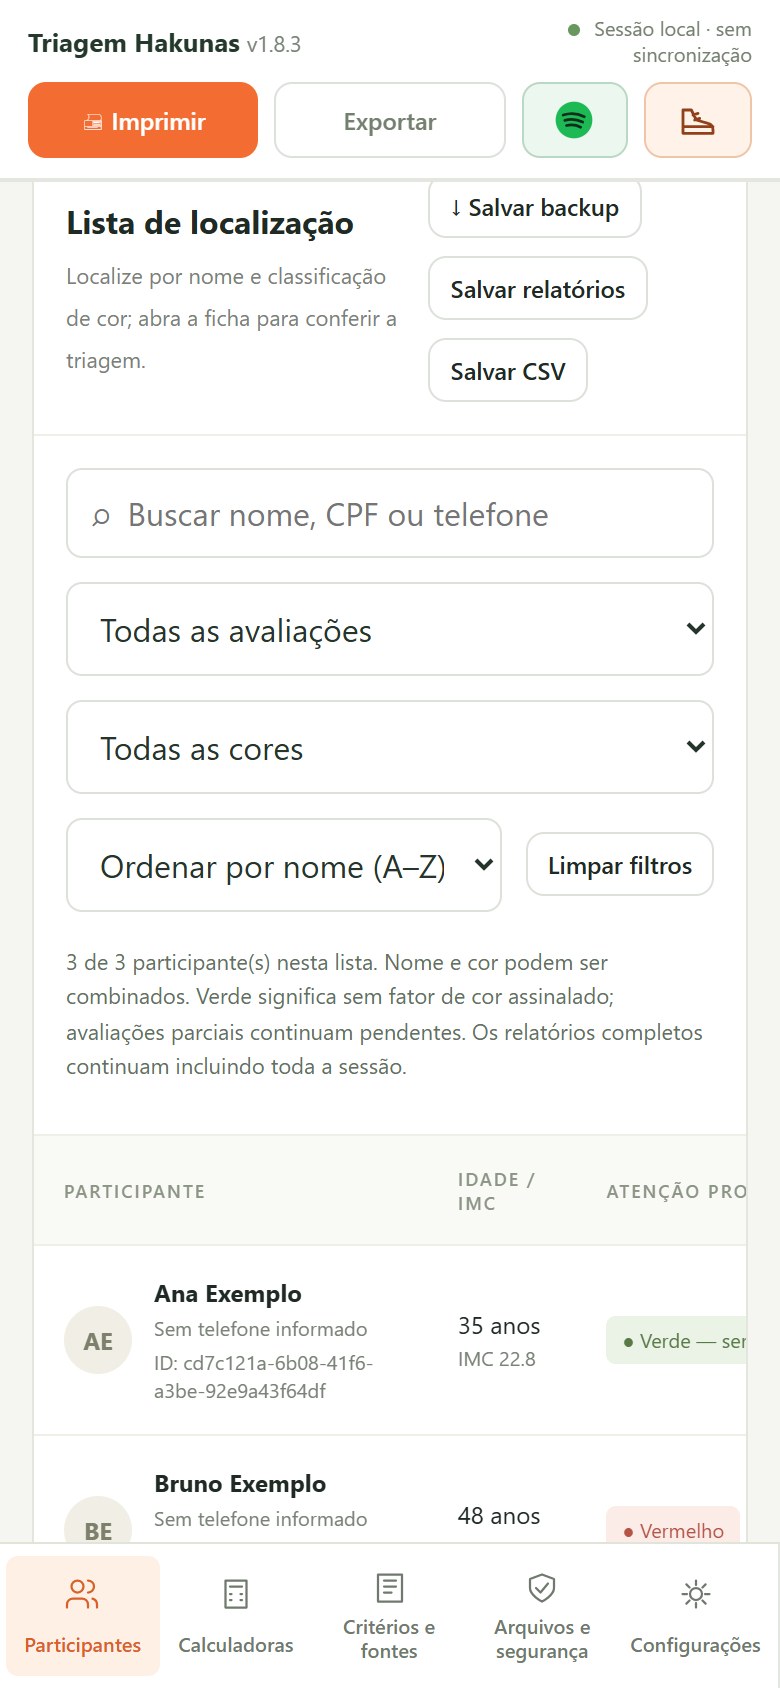 Triagem Hakunas v1.8.3
Sessão local · sem
sincronização
Imprimir
Exportar
Lista de localização
Localize por nome e classificação
de cor; abra a ficha para conferir a
triagem.
↓ Salvar backup
Salvar relatórios
Salvar CSV
Buscar nome, CPF ou telefone
Todas as avaliações
Todas as cores
Ordenar por nome (A–Z)
Limpar filtros
3 de 3 participante(s) nesta lista. Nome e cor podem ser
combinados. Verde significa sem fator de cor assinalado;
avaliações parciais continuam pendentes. Os relatórios completos
continuam incluindo toda a sessão.
PARTICIPANTE
IDADE /
IMC
ATENÇÃO PRO
AE
Ana Exemplo
Sem telefone informado
ID: cd7c121a-6b08-41f6-
a3be-92e9a43f64df
35 anos
IMC 22.8
Verde — ser
BE
Bruno Exemplo
Sem telefone informado
48 anos
Vermelho
Participantes
Calculadoras
Critérios e
fontes
Arquivos e
segurança
Configurações